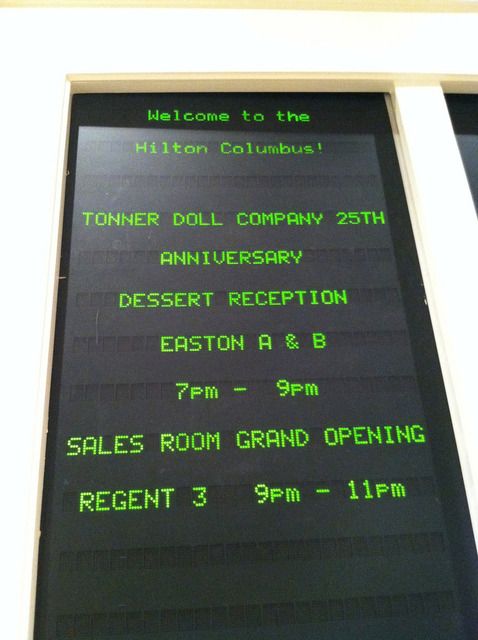 Welcome to the
Hilton Columbus!
TONNER DOLL COMPANY 25TH
ANNIVERSARY
DESSERT RECEPTION
EASTON A & B
7pm - 9pm
SALES ROOM GRAND OPENING
REGENT 3 9pm - 11pm